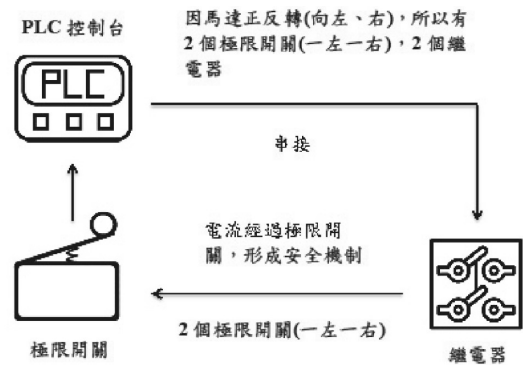 因馬達正反轉(向左、右),所以有
2 個極限開關(一左一右),2 個繼
電器
PLC 控制台
PLC
串接
電流經過極限開
關,形成安全機制
2 個極限開關(一左一右)
極限開關
繼電器